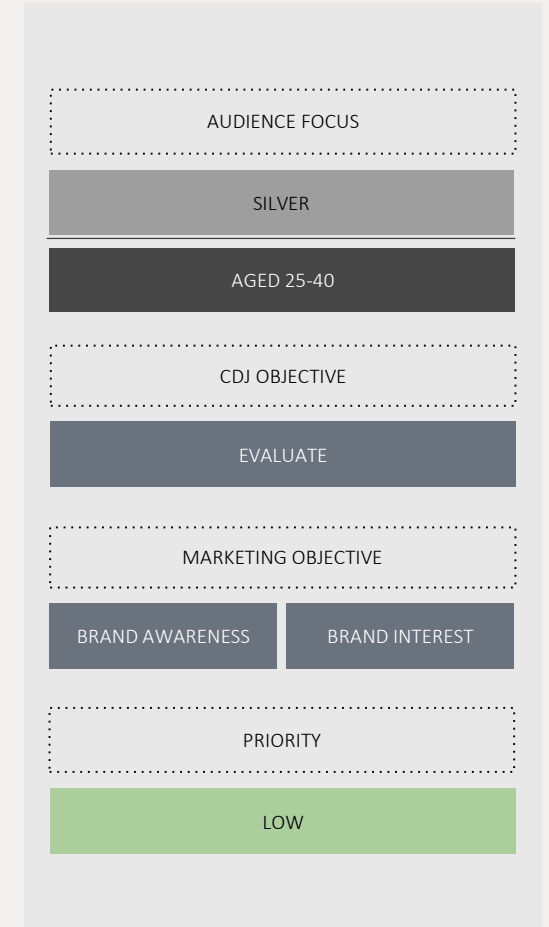 AUDIENCE FOCUS
SILVER
AGED 25-40
CDJ OBJECTIVE
EVALUATE
MARKETING OBJECTIVE
BRAND AWARENESS
BRAND INTEREST
PRIORITY
LOW